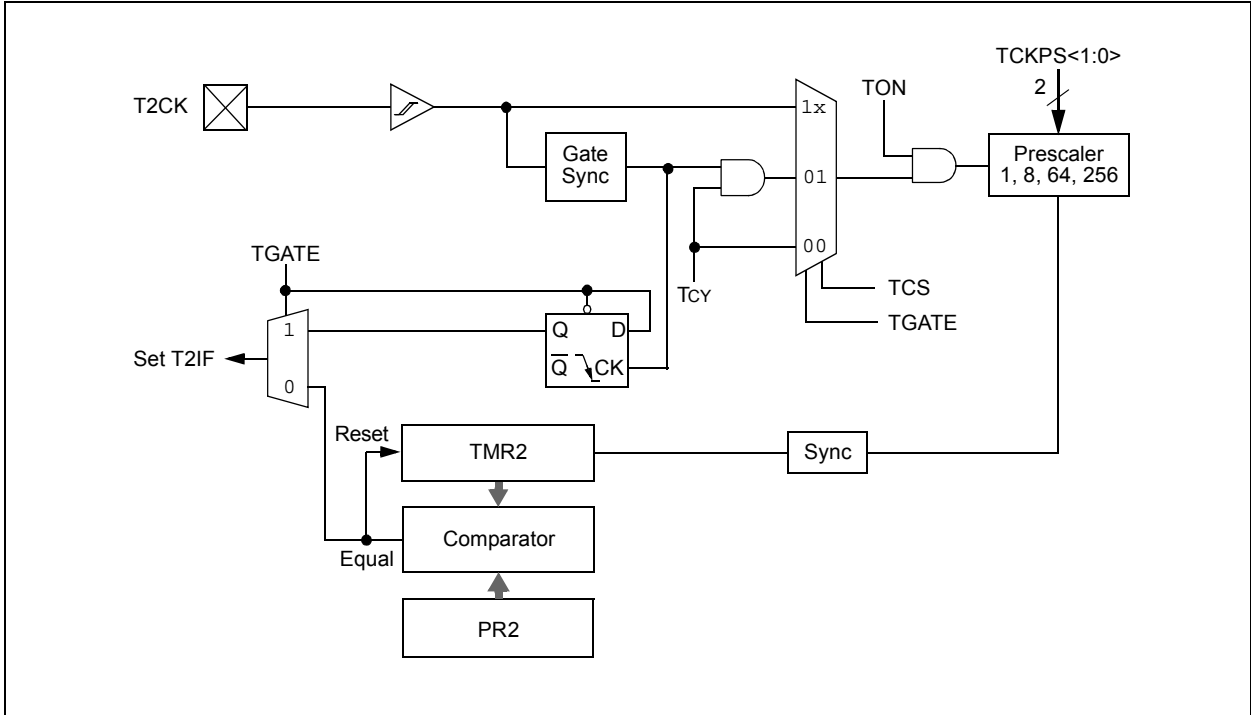 TCKPS<1:0>
2
T2CK
TON
1x
Gate
Sync
Prescaler
1, 8, 64, 256
01
00
TGATE
TCY
TCS
TGATE
1
Q
D
Set T2IF
Q
CK
0
Reset
TMR2
Sync
Comparator
Equal
PR2